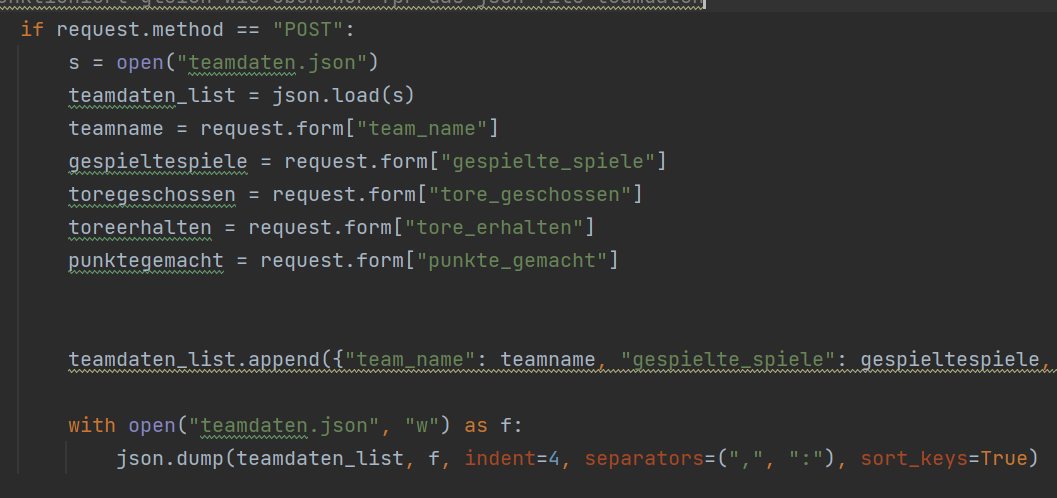 if request.method == "POST":
s = open("teamdaten.json")
teamdaten_list = json.load(s)
teamname = request.form["team_name"]
gespieltespiele = request.form["gespielte_spiele"]
toregeschossen = request.form["tore_geschossen"]
toreerhalten = request.form["tore_erhalten"]
punktegemacht = request.form["punkte_gemacht"]
teamdaten_list.append({"team_name": teamname, "gespielte_spiele": gespieltespiele,
with open("teamdaten.json", "w") as f:
json.dump(teamdaten_list, f, indent=4, separators=(",", ":"), sort_keys=True)